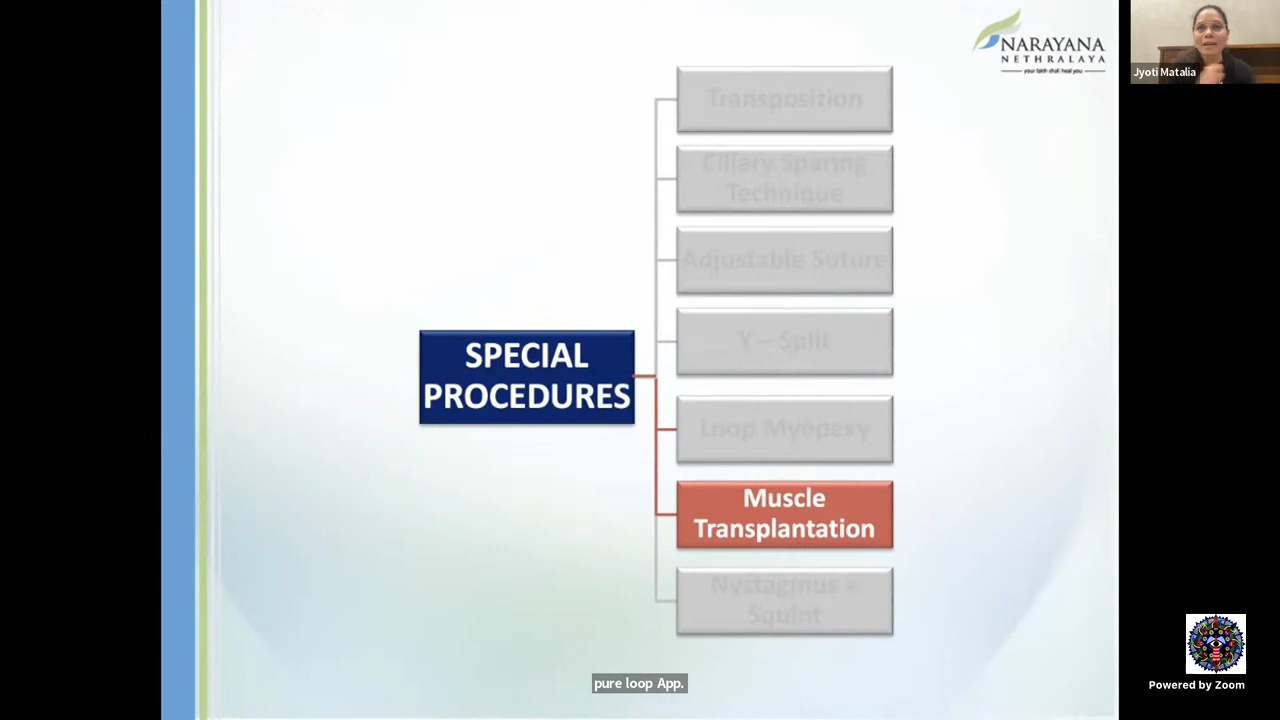 NARAYANA
NETHRALAYA
your faith shall heal you
Jyoti Matalia
Transposition
Ciliary Sparing
Technique
Adjustable Suture
Y – Split
Loop Myopexy
SPECIAL
PROCEDURES
Muscle
Transplantation
Nystagmus +
Squint
pure loop App.
Powered by Zoom